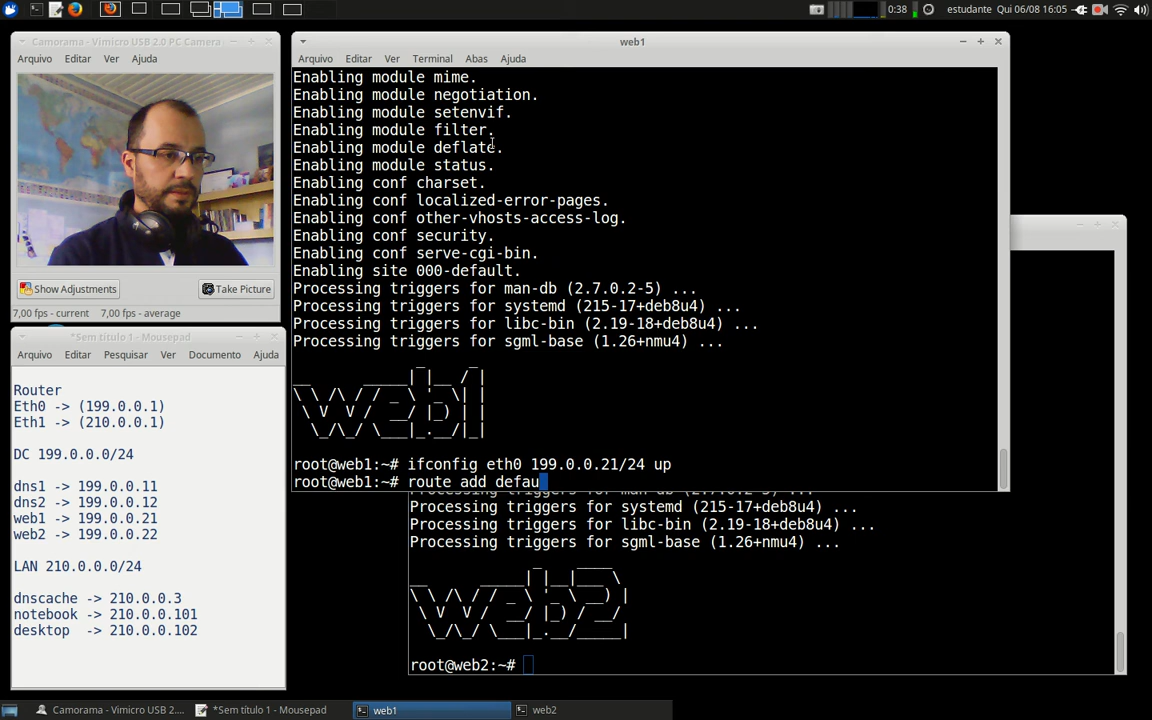 0:38
estudante
Qui 06/08 16:05
Camorama - Vimicro USB 2.0 PC Camera
Arquivo Editar Ver Ajuda
Show Adjustments
Take Picture
7,00 fps - current 7,00 fps - average
*Sem título 1 - Mousepad
Arquivo Editar Pesquisar Ver Documento Ajuda
Router
Eth0 -> (199.0.0.1)
Eth1 -> (210.0.0.1)
DC 199.0.0.0/24
dns1 -> 199.0.0.11
dns2 -> 199.0.0.12
web1 -> 199.0.0.21
web2 -> 199.0.0.22
LAN 210.0.0.0/24
dnscache -> 210.0.0.3
notebook -> 210.0.0.101
desktop -> 210.0.0.102
web1
Arquivo Editar Ver Terminal Abas Ajuda
Enabling module mime.
Enabling module negotiation.
Enabling module setenvif.
Enabling module filter.
Enabling module deflate.
Enabling module status.
Enabling conf charset.
Enabling conf localized-error-pages.
Enabling conf other-vhosts-access-log.
Enabling conf security.
Enabling conf serve-cgi-bin.
Enabling site 000-default.
Processing triggers for man-db (2.7.0.2-5) ...
Processing triggers for systemd (215-17+deb8u4) ...
Processing triggers for libc-bin (2.19-18+deb8u4) ...
Processing triggers for sgml-base (1.26+nmu4) ...
web1
root@web1:~# ifconfig eth0 199.0.0.21/24 up
root@web1:~# route add defau
Processing triggers for systemd (215-17+deb8u4) ...
Processing triggers for libc-bin (2.19-18+deb8u4) ...
Processing triggers for sgml-base (1.26+nmu4) ...
web2
root@web2:~#
Camorama - Vimicro USB 2....
*Sem título 1 - Mousepad
web1
web2